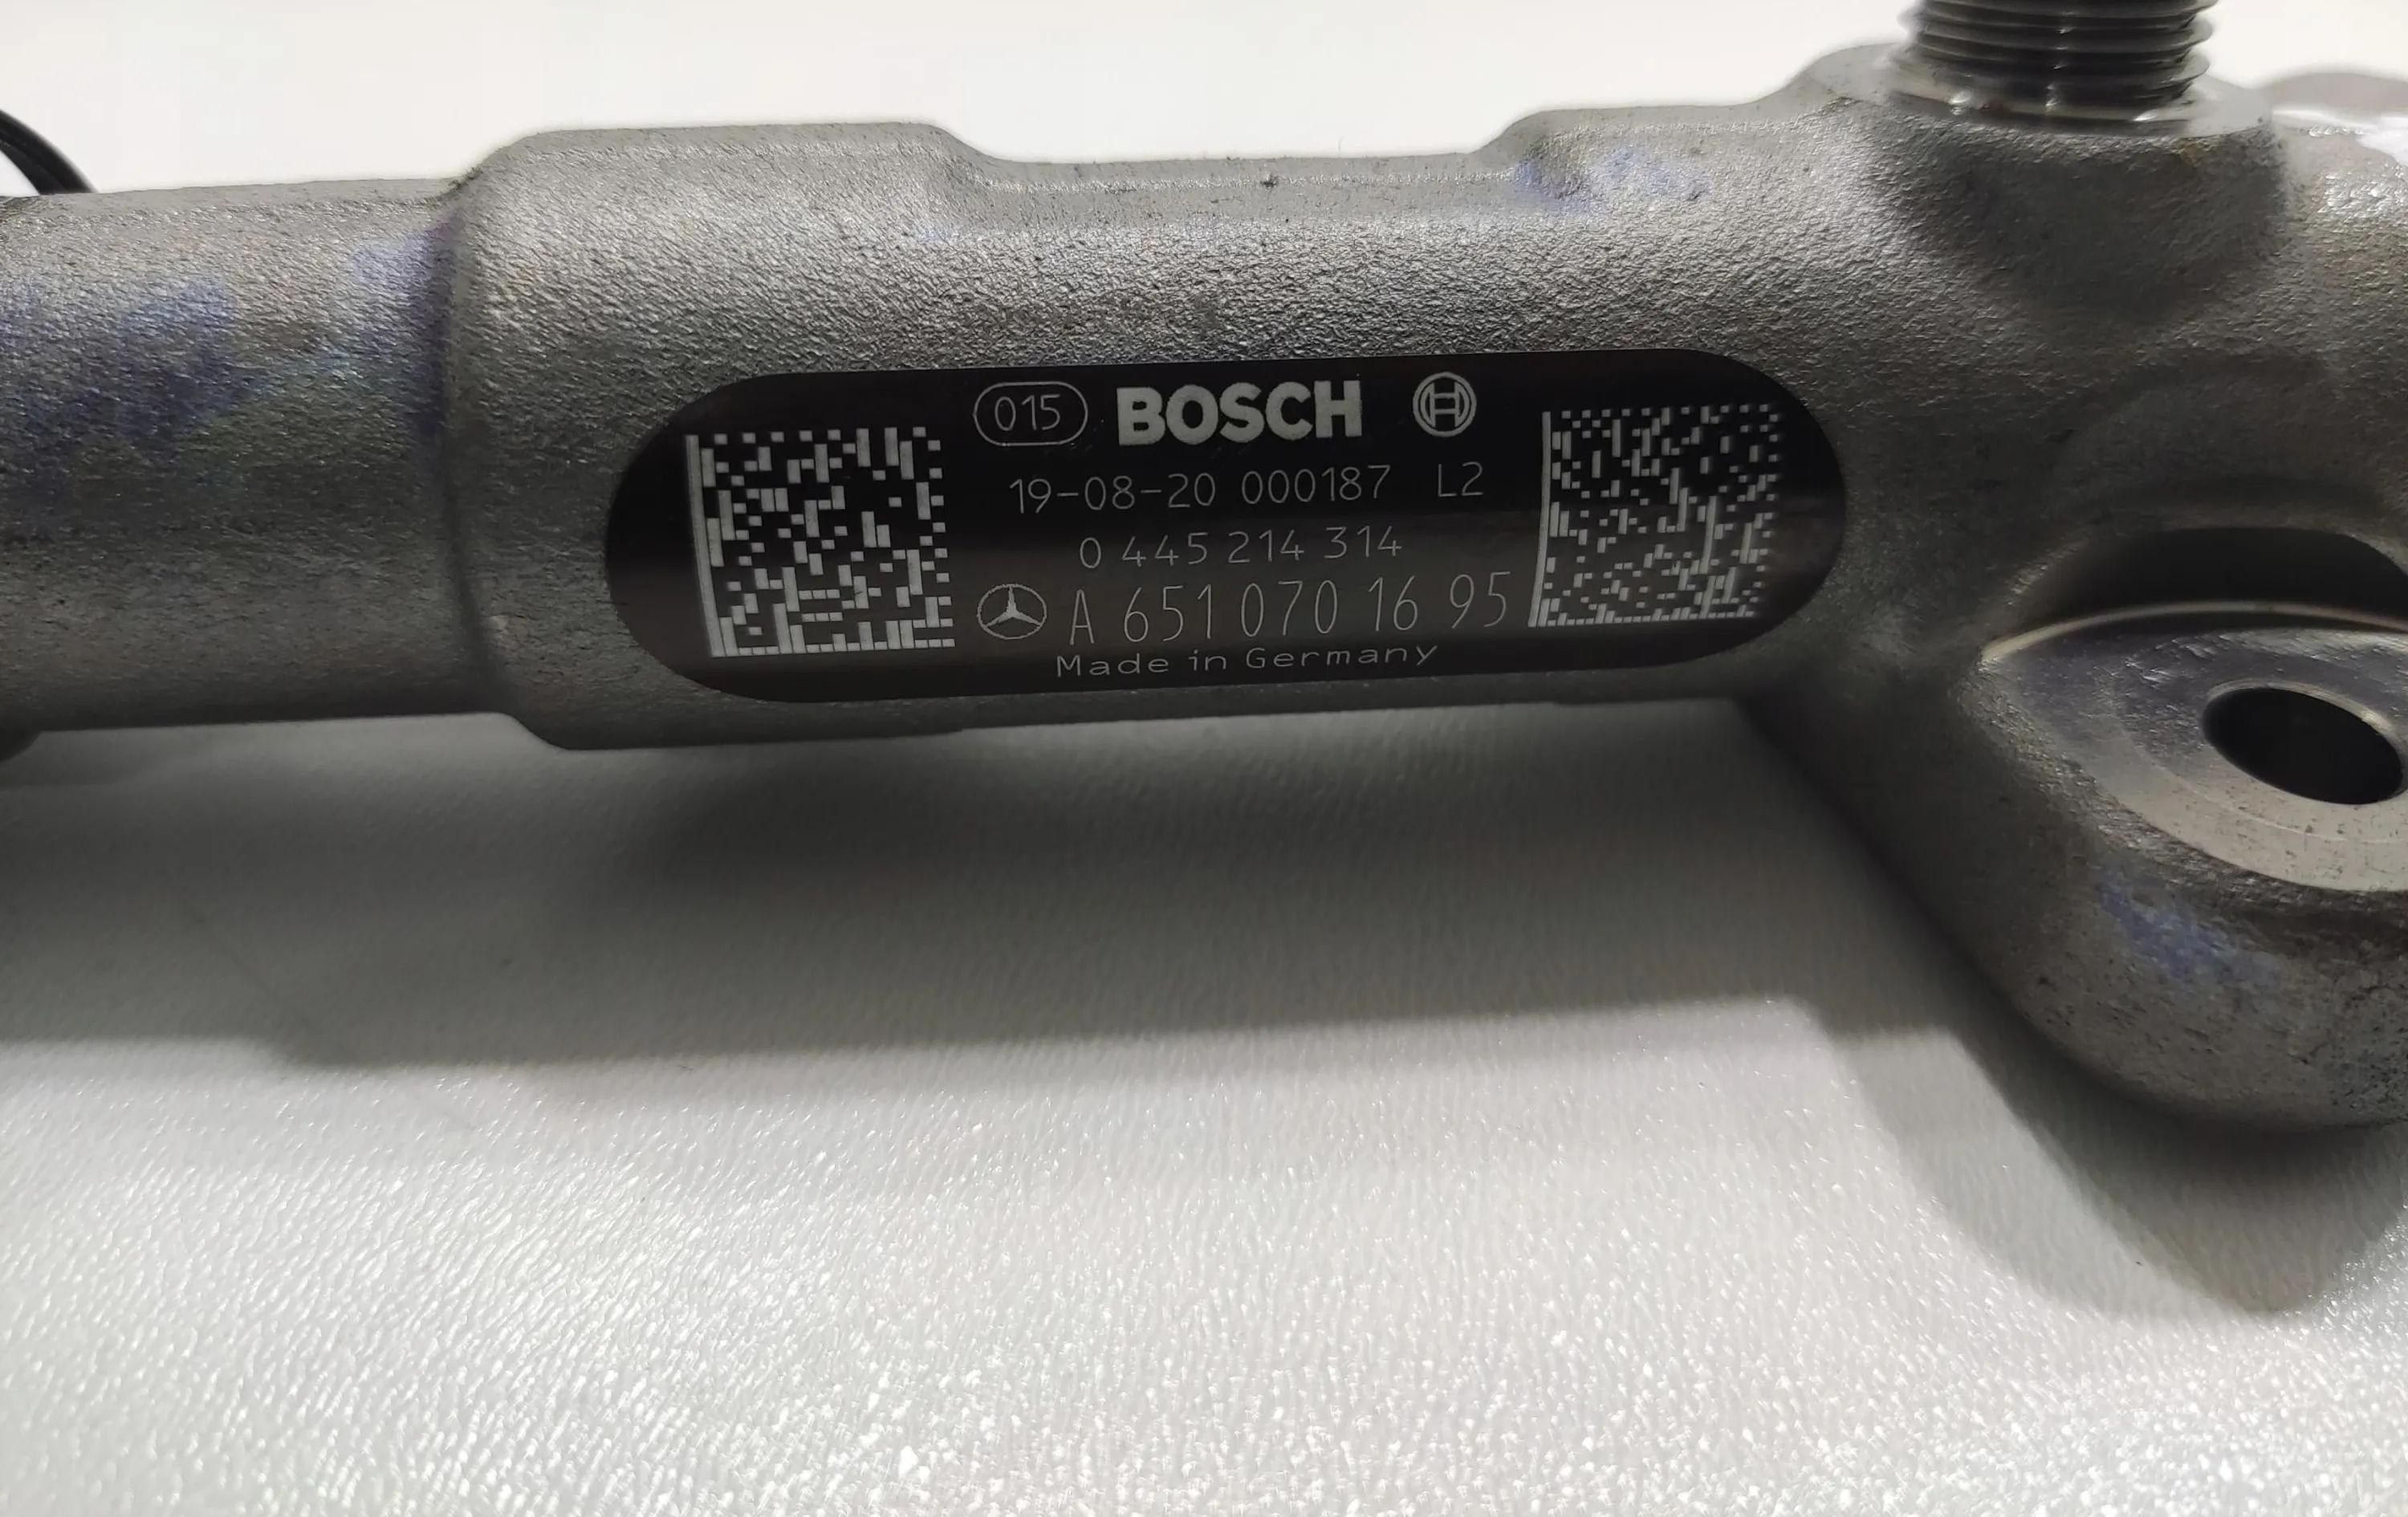 015 BOSCH
19-08-20 000187 L2
0 445 214 314
A 651 070 16 95
Made in Germany